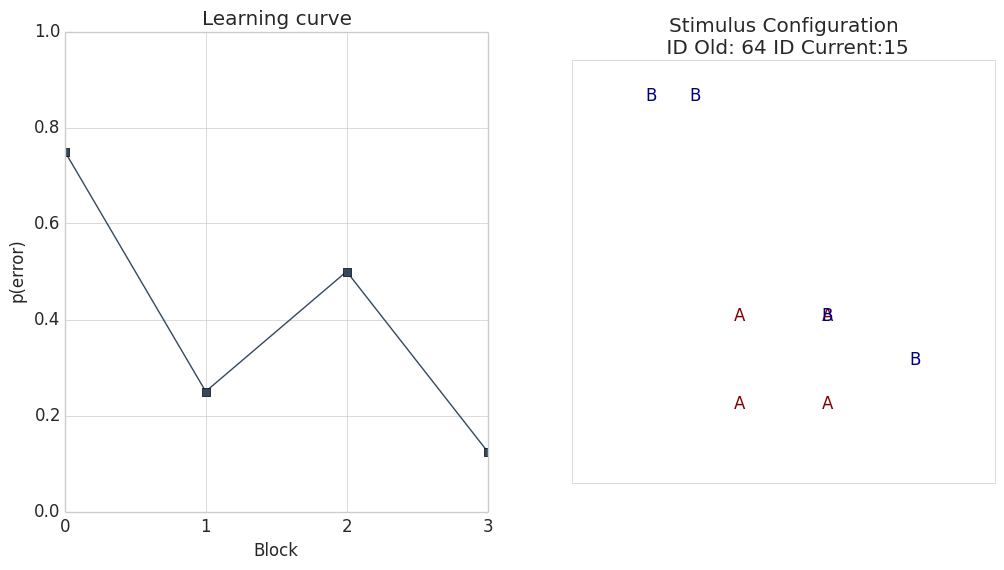 Learning curve
1.0
0.8
0.6
0.4
0.2
0.0
p(error)
0 1 2 3
Block
Stimulus Configuration
ID Old: 64 ID Current:15
B B
A B A
B
A A